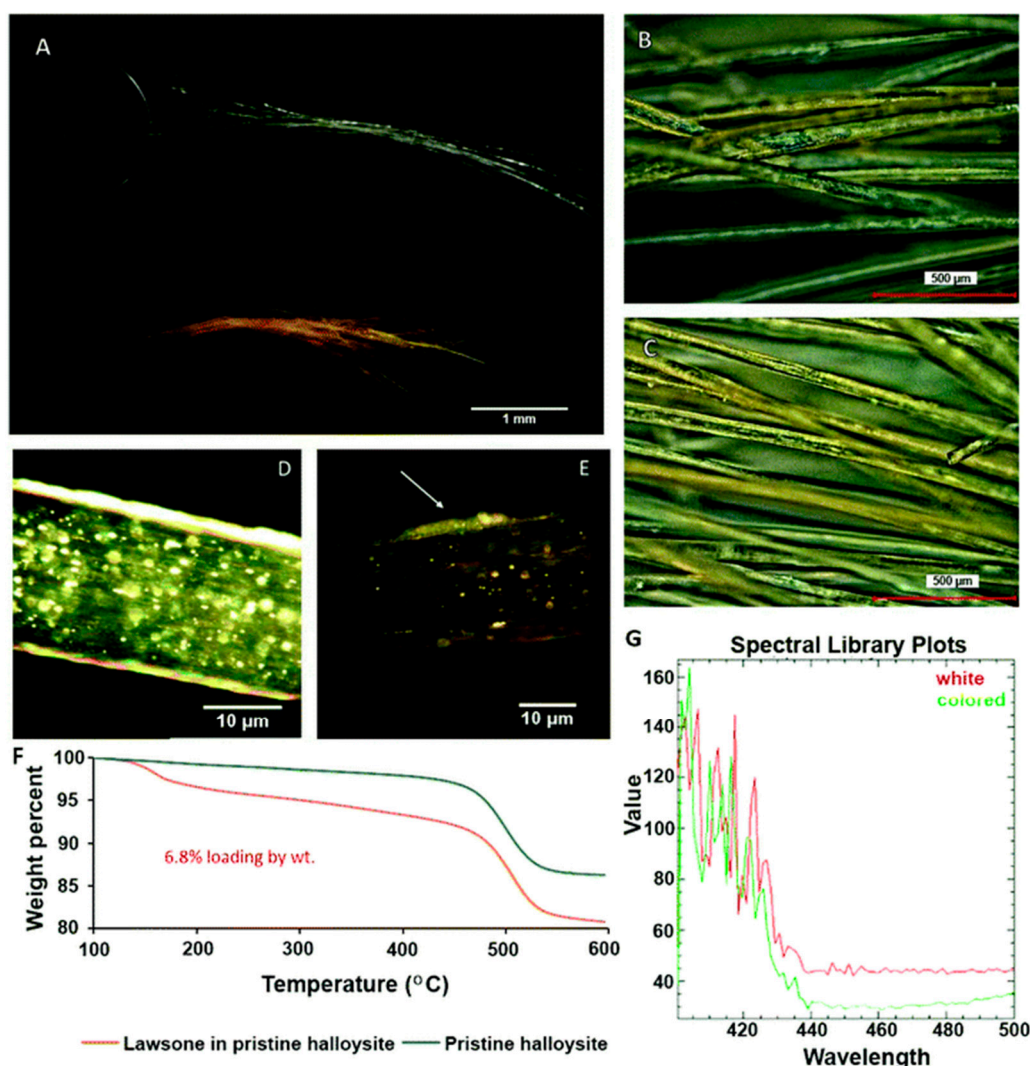 A
1 mm
B
500 µm
C
500 µm
D
10 µm
E
10 µm
F
100
95
90
85
80
Weight percent
6.8% loading by wt.
100
200
300
400
500
600
Temperature (°C)
Lawsone in pristine halloysite
Pristine halloysite
G
Spectral Library Plots
white
colored
160
140
120
100
80
60
40
Value
420
440
460
480
500
Wavelength